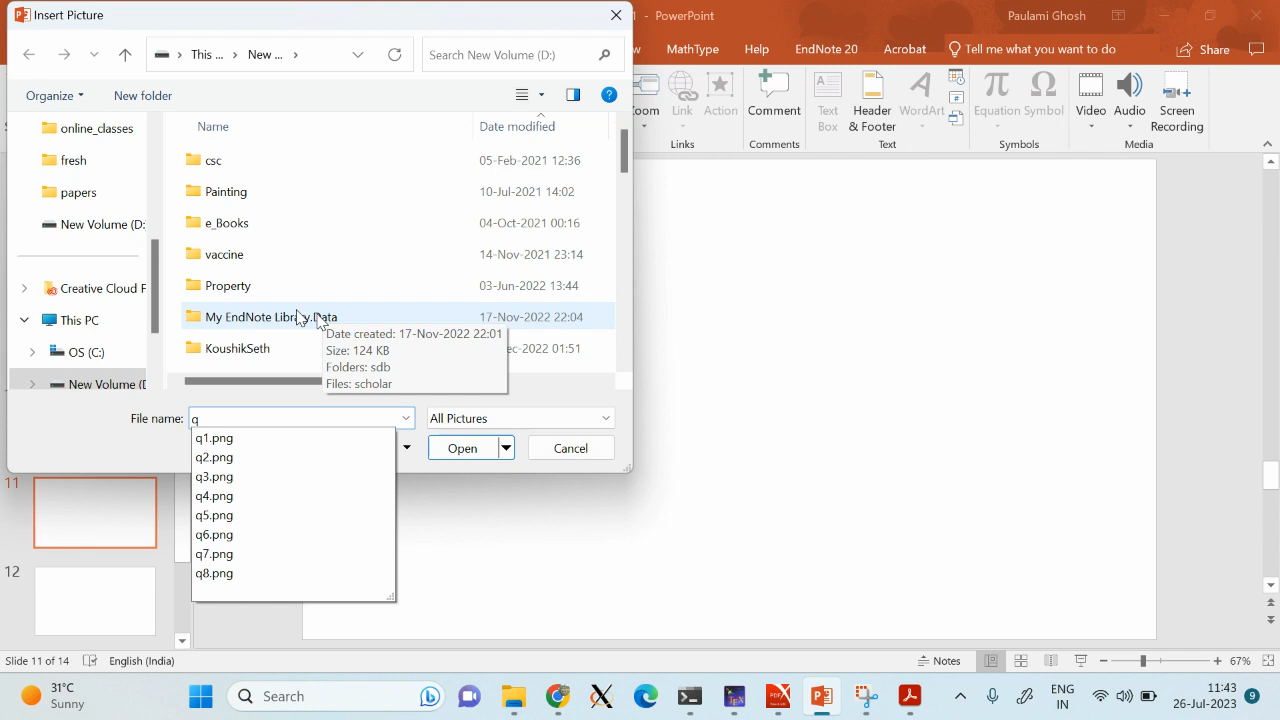 Insert Picture
- PowerPoint
Paulami Ghosh
MathType
Help
EndNote 20
Acrobat
Tell me what you want to do
Share
This ...
New ...
Search New Volume (D:)
Organize
New folder
Link
Action
Comment
Text
Box
Header
& Footer
WordArt
Equation
Symbol
Video
Audio
Screen
Recording
Links
Comments
Text
Symbols
Media
online_classes
fresh
papers
New Volume (D:
Creative Cloud F
This PC
OS (C:)
New Volume (D
Name
Date modified
csc
05-Feb-2021 12:36
Painting
10-Jul-2021 14:02
e_Books
04-Oct-2021 00:16
vaccine
14-Nov-2021 23:14
Property
03-Jun-2022 13:44
My EndNote Library.Data
17-Nov-2022 22:04
KoushikSeth
ec-2022 01:51
Date created: 17-Nov-2022 22:01
Size: 124 KB
Folders: sdb
Files: scholar
File name:
q
All Pictures
Open
Cancel
q1.png
q2.png
q3.png
q4.png
q5.png
q6.png
q7.png
q8.png
11
12
Slide 11 of 14
English (India)
Notes
67%
31°C
Sunny
Search
ENG
IN
11:43
26-Jul-2023
9